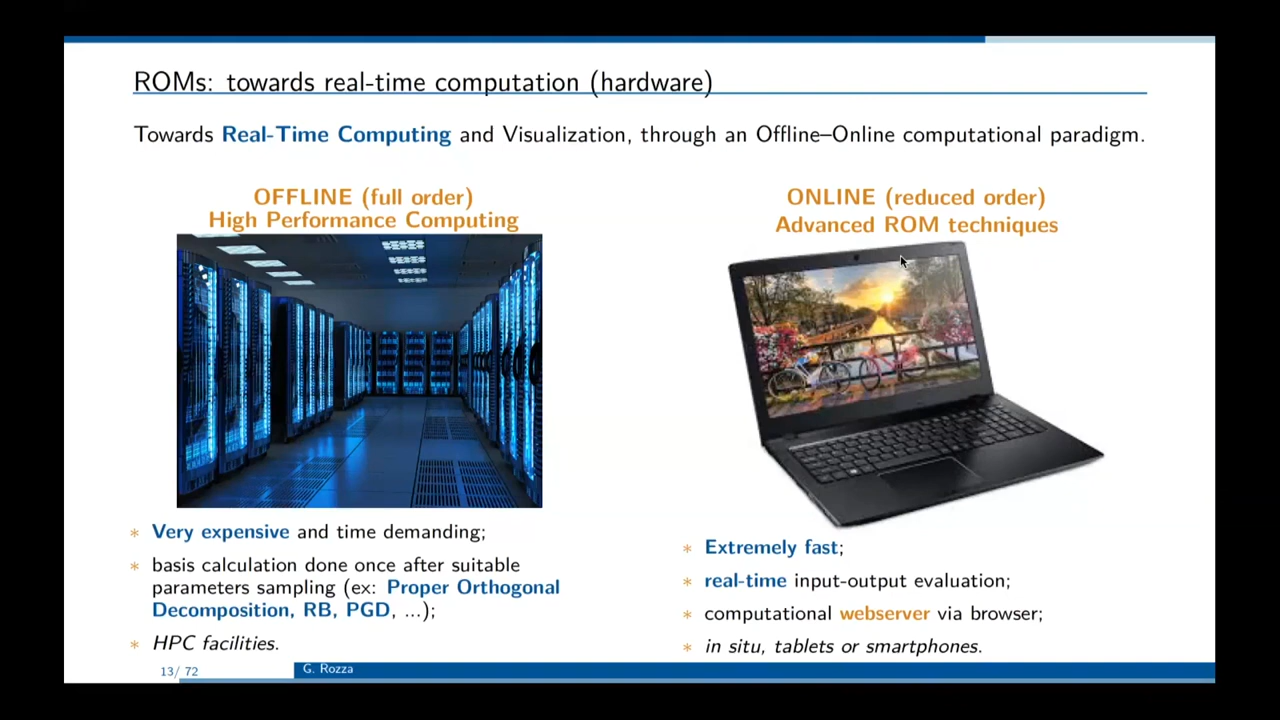 ROMs: towards real-time computation (hardware)
Towards Real-Time Computing and Visualization, through an Offline–Online computational paradigm.
OFFLINE (full order)
High Performance Computing
* Very expensive and time demanding;
* basis calculation done once after suitable
parameters sampling (ex: Proper Orthogonal
Decomposition, RB, PGD, ...);
* HPC facilities.
ONLINE (reduced order)
Advanced ROM techniques
* Extremely fast;
* real-time input-output evaluation;
* computational webserver via browser;
* in situ, tablets or smartphones.
13/ 72
G. Rozza